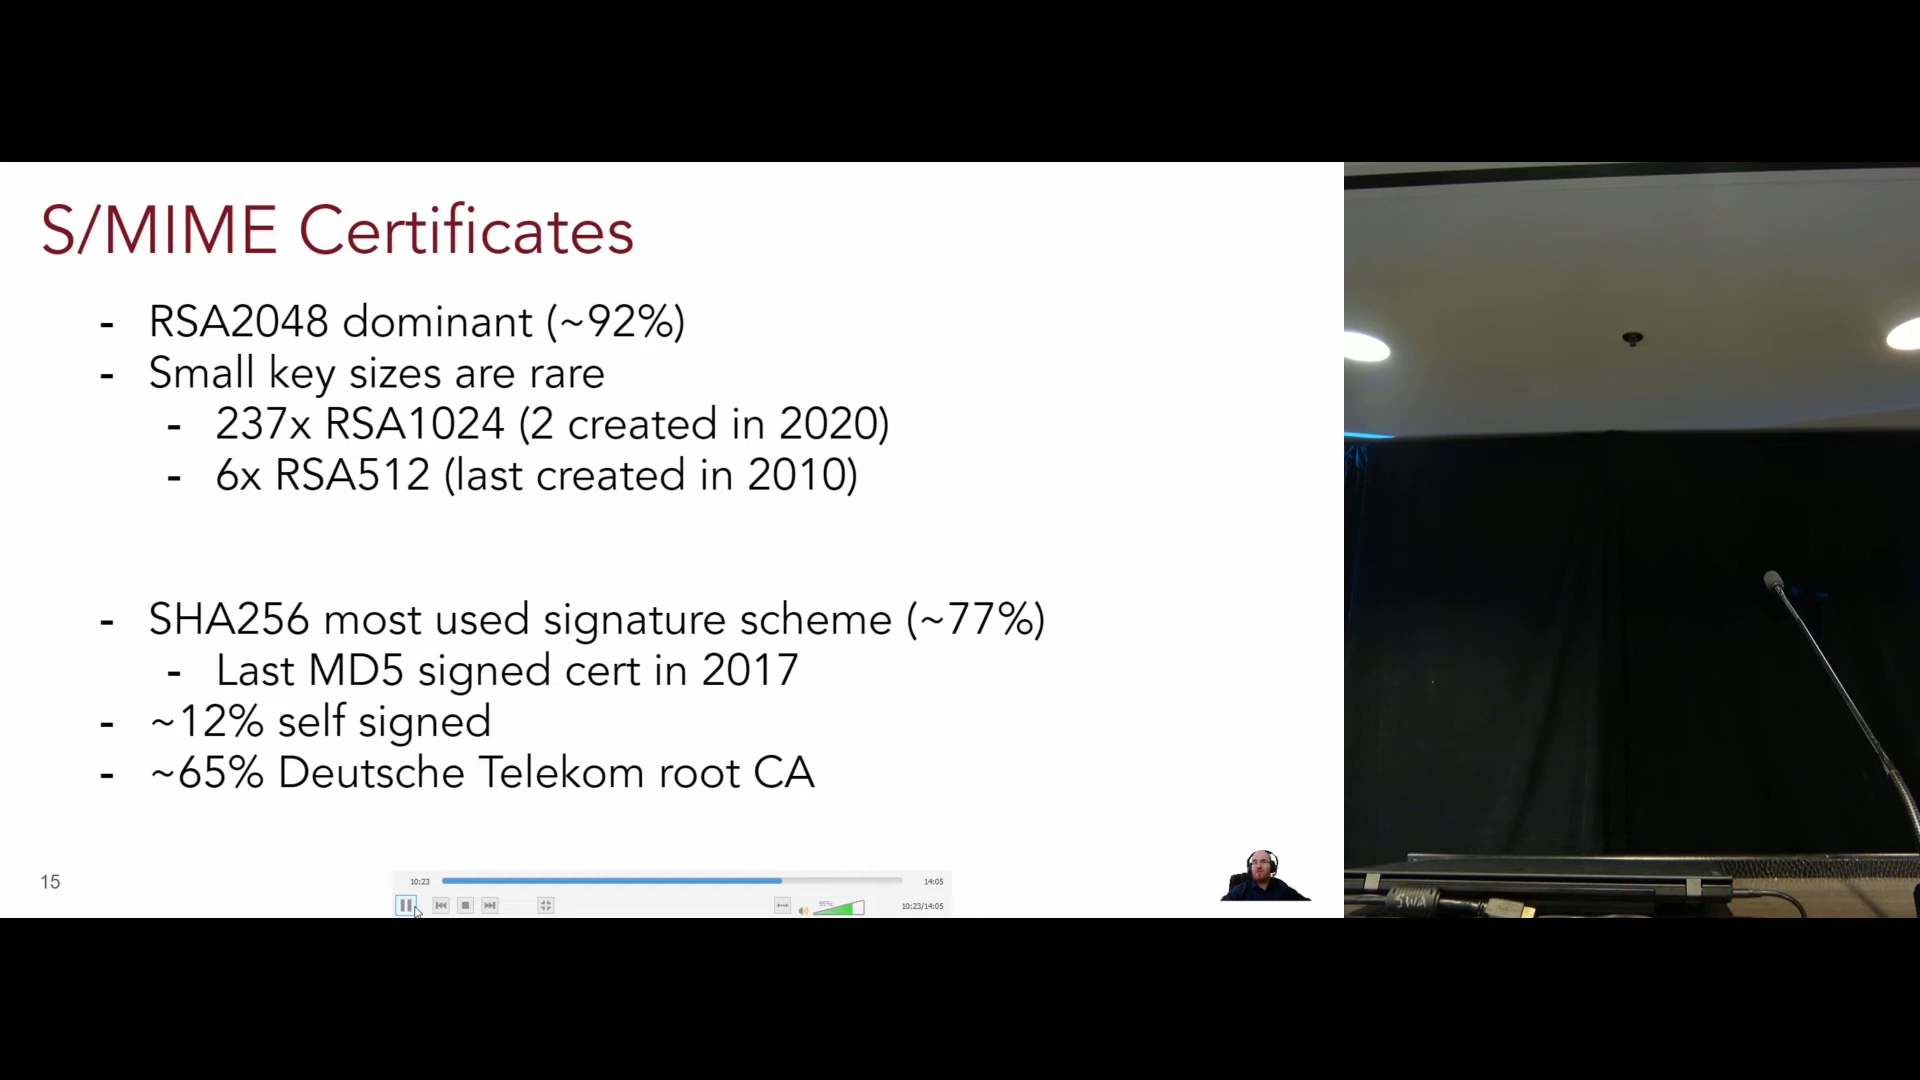 S/MIME Certificates
- RSA2048 dominant (~92%)
- Small key sizes are rare
- 237x RSA1024 (2 created in 2020)
- 6x RSA512 (last created in 2010)
- SHA256 most used signature scheme (~77%)
- Last MD5 signed cert in 2017
- ~12% self signed
- ~65% Deutsche Telekom root CA
15
10:23
14:05
95%
10:23/14:05
SWA